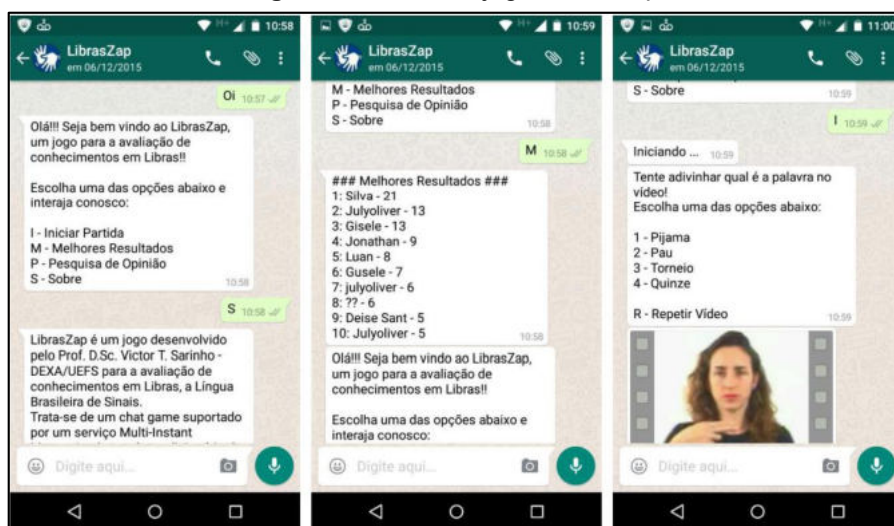 10:58
LibrasZap
em 06/12/2015
Oi 10:57
Olá!!! Seja bem vindo ao LibrasZap,
um jogo para a avaliação de
conhecimentos em Libras!!
Escolha uma das opções abaixo e
interaja conosco:
I - Iniciar Partida
M - Melhores Resultados
P - Pesquisa de Opinião
S - Sobre
10:58
S 10:58
LibrasZap é um jogo desenvolvido
pelo Prof. D.Sc. Victor T. Sarinho -
DEXA/UEFS para a avaliação de
conhecimentos em Libras, a Língua
Brasileira de Sinais.
Trata-se de um chat game suportado
por um serviço Multi-Instant
Digite aqui...
10:59
LibrasZap
em 06/12/2015
M - Melhores Resultados
P - Pesquisa de Opinião
S - Sobre
10:58
M 10:58
### Melhores Resultados ###
1: Silva - 21
2: Julyoliver - 13
3: Gisele - 13
4: Jonathan - 9
5: Luan - 8
6: Gusele - 7
7: julyoliver - 6
8: ?? - 6
9: Deise Sant - 5
10: Julyoliver - 5
10:58
Olá!!! Seja bem vindo ao LibrasZap,
um jogo para a avaliação de
conhecimentos em Libras!!
Escolha uma das opções abaixo e
interaja conosco:
Digite aqui...
11:00
LibrasZap
em 06/12/2015
S - Sobre
10:59
I 10:59
Iniciando ... 10:59
Tente adivinhar qual é a palavra no
vídeo!
Escolha uma das opções abaixo:
1 - Pijama
2 - Pau
3 - Torneio
4 - Quinze
R - Repetir Vídeo
10:59
Digite aqui...